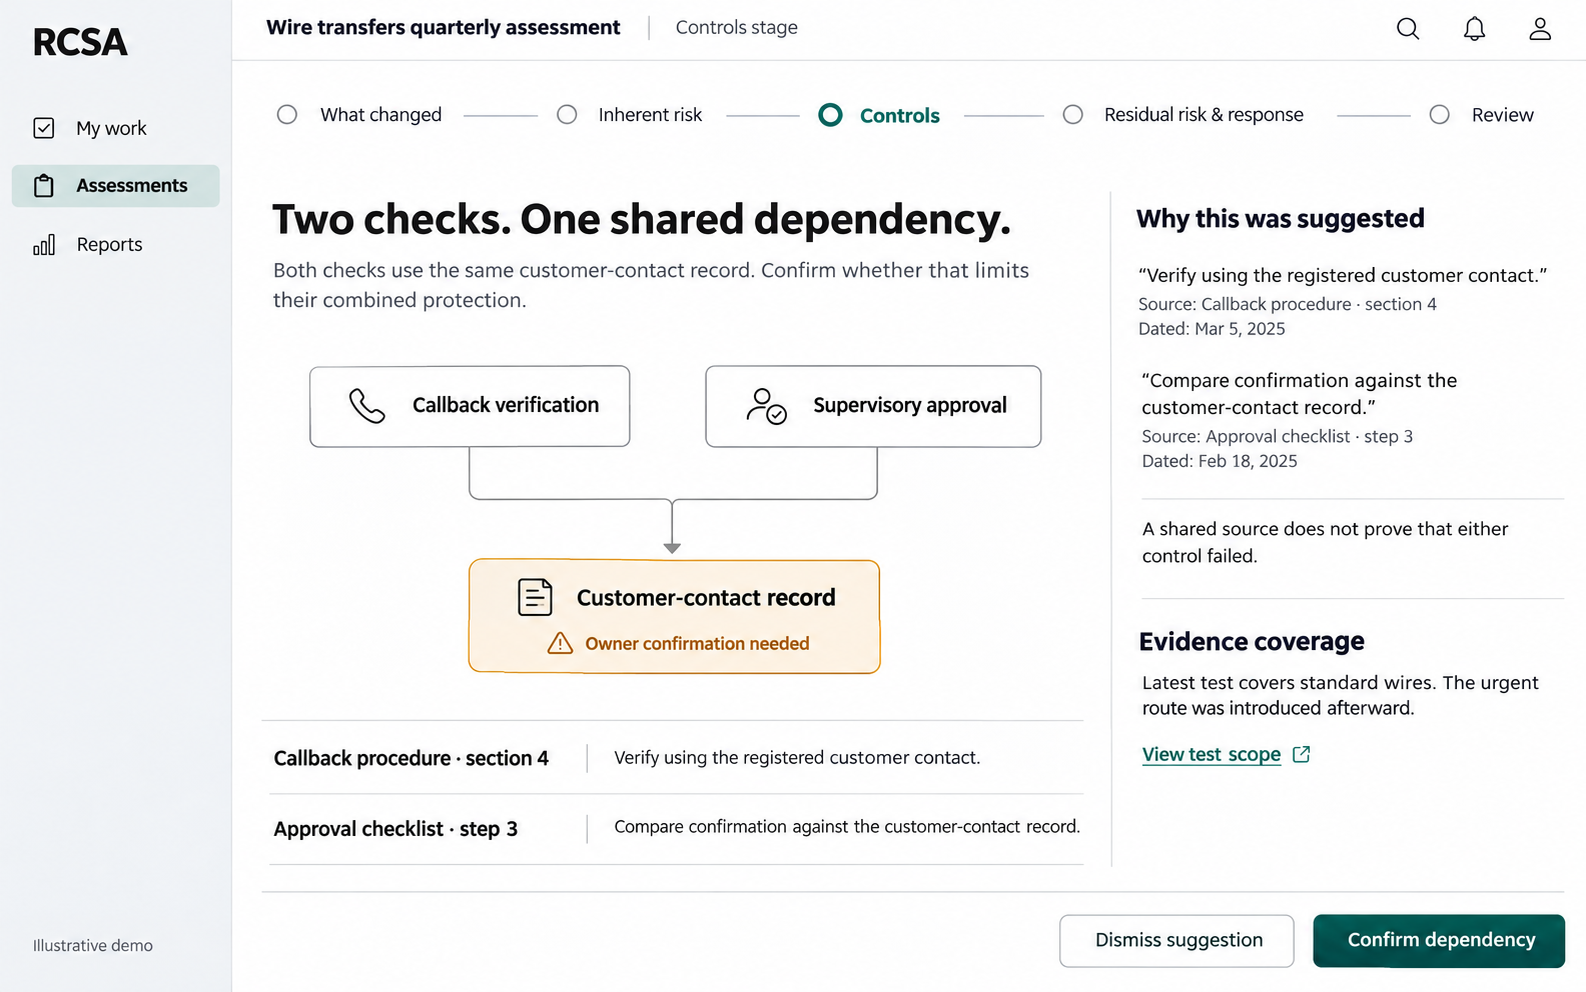 RCSA
My work
Assessments
Reports
Illustrative demo
Wire transfers quarterly assessment
Controls stage
What changed
Inherent risk
Controls
Residual risk & response
Review
Two checks. One shared dependency.
Both checks use the same customer-contact record. Confirm whether that limits
their combined protection.
Callback verification
Supervisory approval
Customer-contact record
Owner confirmation needed
Callback procedure · section 4
Verify using the registered customer contact.
Approval checklist · step 3
Compare confirmation against the customer-contact record.
Why this was suggested
“Verify using the registered customer contact.”
Source: Callback procedure · section 4
Dated: Mar 5, 2025
“Compare confirmation against the
customer-contact record.”
Source: Approval checklist · step 3
Dated: Feb 18, 2025
A shared source does not prove that either
control failed.
Evidence coverage
Latest test covers standard wires. The urgent
route was introduced afterward.
View test scope
Dismiss suggestion
Confirm dependency